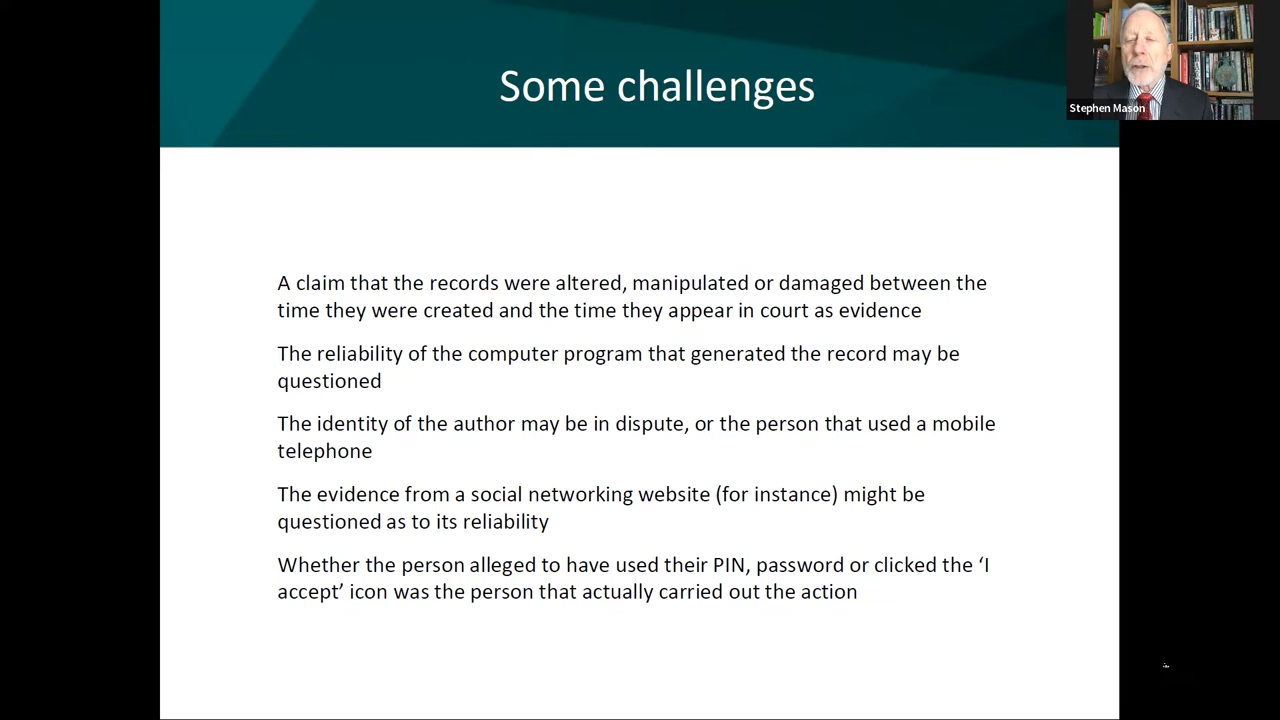 Some challenges
Stephen Mason
A claim that the records were altered, manipulated or damaged between the
time they were created and the time they appear in court as evidence
The reliability of the computer program that generated the record may be
questioned
The identity of the author may be in dispute, or the person that used a mobile
telephone
The evidence from a social networking website (for instance) might be
questioned as to its reliability
Whether the person alleged to have used their PIN, password or clicked the ‘I
accept’ icon was the person that actually carried out the action